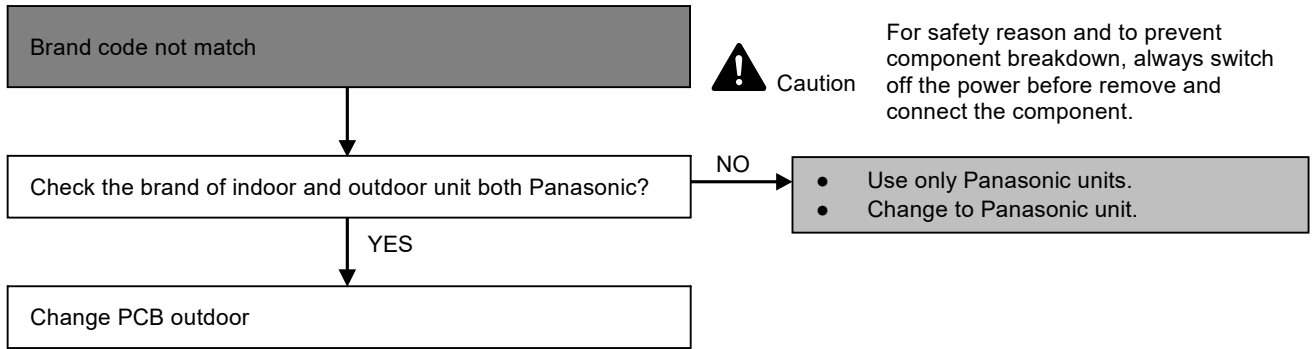 Brand code not match
Caution
For safety reason and to prevent
component breakdown, always switch
off the power before remove and
connect the component.
Check the brand of indoor and outdoor unit both Panasonic?
NO
● Use only Panasonic units.
● Change to Panasonic unit.
YES
Change PCB outdoor